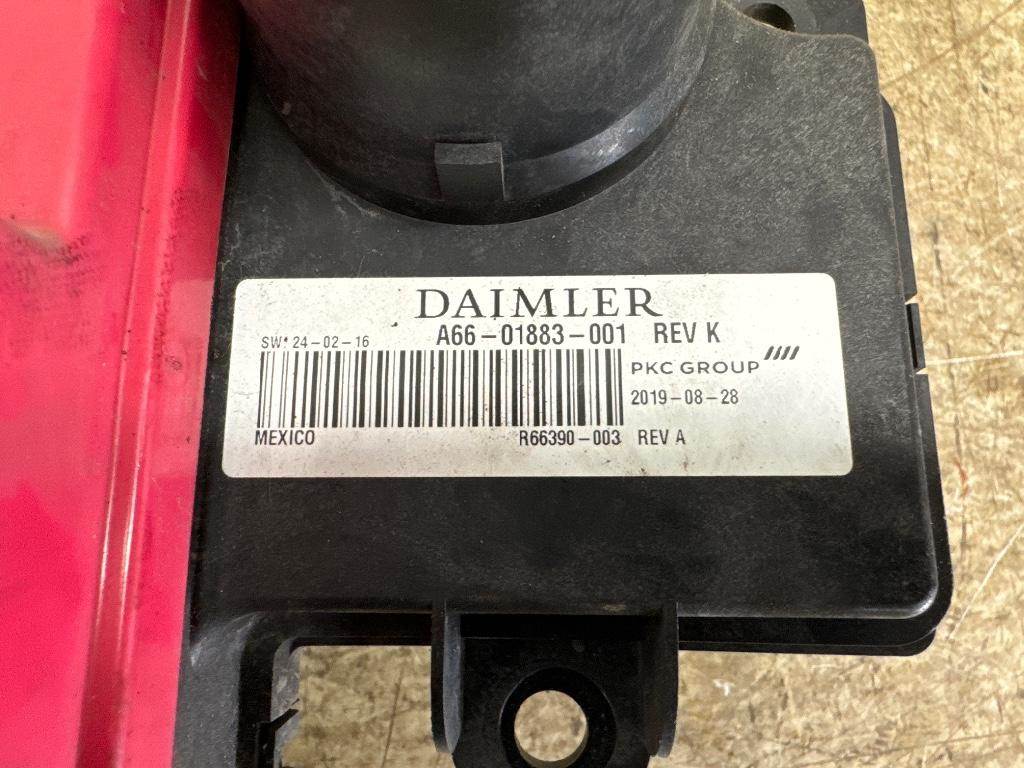 DAIMLER
A66-01883-001 REV K
SW: 24-02-16
PKC GROUP
2019-08-28
MEXICO R66390-003 REV A